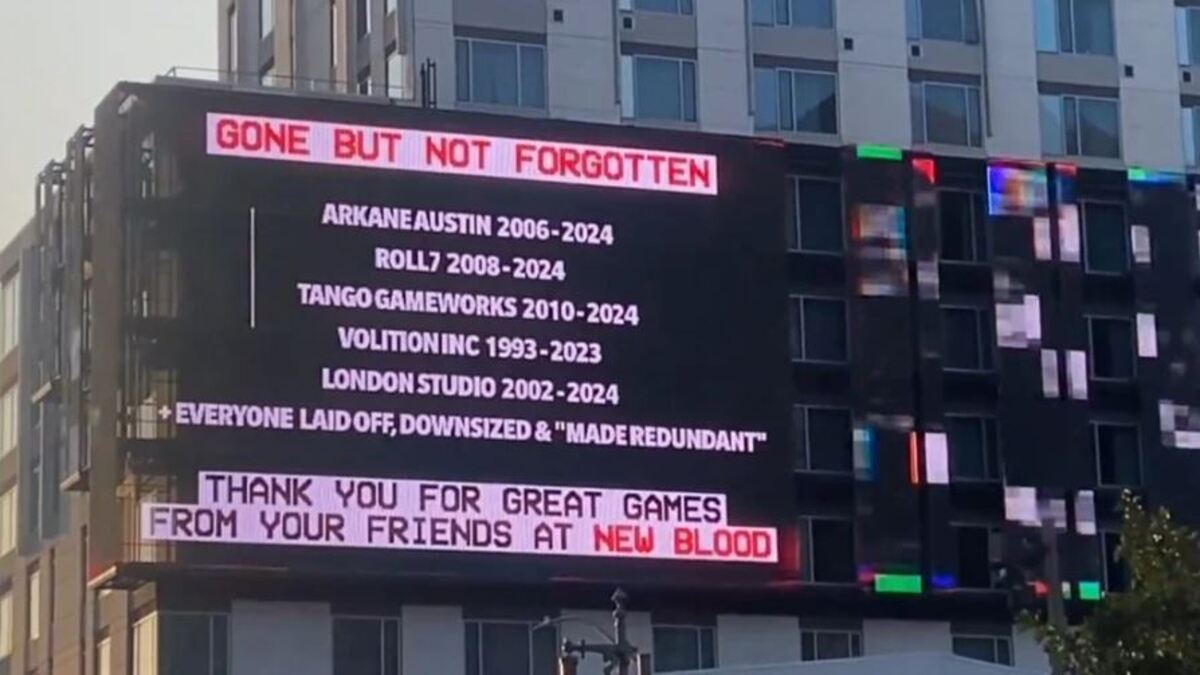 GONE BUT NOT FORGOTTEN
ARKANE AUSTIN 2006-2024
ROLL7 2008-2024
TANGO GAMEWORKS 2010-2024
VOLITION INC 1993-2023
LONDON STUDIO 2002-2024
+ EVERYONE LAID OFF, DOWNSIZED & "MADE REDUNDANT"
THANK YOU FOR GREAT GAMES
FROM YOUR FRIENDS AT NEW BLOOD